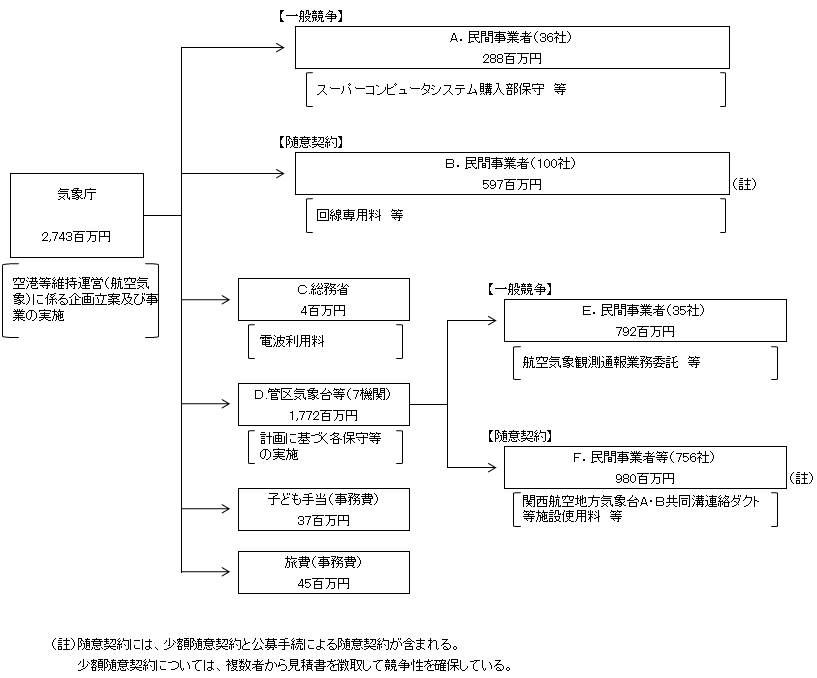 【一般競争】
A．民間事業者（36社）
288百万円
スーパーコンピュータシステム購入部保守　等
【随意契約】
B．民間事業者（100社）
597百万円
（註）
回線専用料　等
気象庁
2,743百万円
空港等維持運営（航空気
象）に係る企画立案及び事
業の実施
C.総務省
4百万円
電波利用料
【一般競争】
E．民間事業者（35社）
792百万円
航空気象観測通報業務委託　等
D.管区気象台等（7機関）
1,772百万円
計画に基づく各保守等
の実施
【随意契約】
F．民間事業者等（756社）
980百万円
（註）
関西航空地方気象台A・B共同溝連絡ダクト
等施設使用料　等
子ども手当（事務費）
37百万円
旅費（事務費）
45百万円
（註）随意契約には、少額随意契約と公募手続による随意契約が含まれる。
少額随意契約については、複数者から見積書を徴取して競争性を確保している。